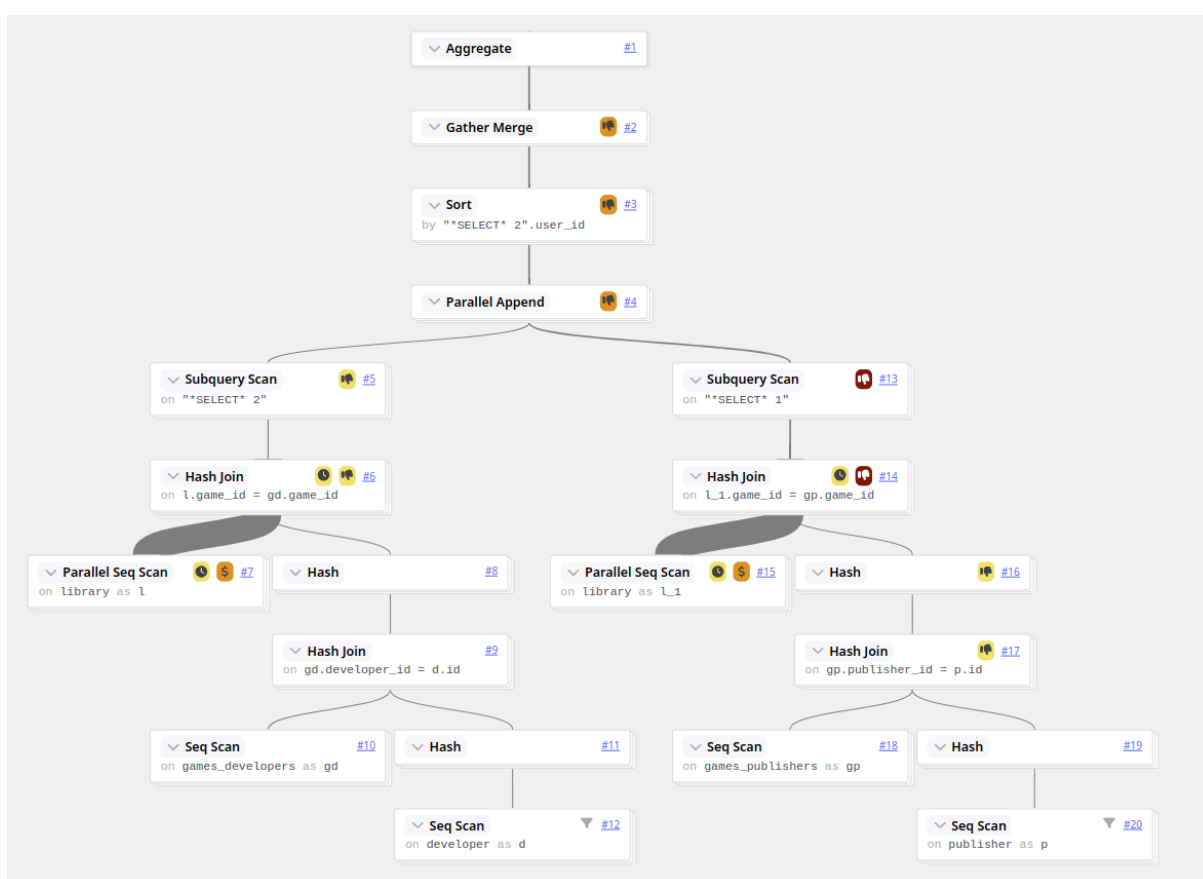 Aggregate #1
Gather Merge #2
Sort #3
by "*SELECT* 2".user_id
Parallel Append #4
Subquery Scan #5
on "*SELECT* 2"
Subquery Scan #13
on "*SELECT* 1"
Hash Join #6
on l.game_id = gd.game_id
Hash Join #14
on l_1.game_id = gp.game_id
Parallel Seq Scan $ #7
on library as l
Hash #8
Parallel Seq Scan $ #15
on library as l_1
Hash #16
Hash Join #9
on gd.developer_id = d.id
Hash Join #17
on gp.publisher_id = p.id
Seq Scan #10
on games_developers as gd
Hash #11
Seq Scan #18
on games_publishers as gp
Hash #19
Seq Scan #12
on developer as d
Seq Scan #20
on publisher as p